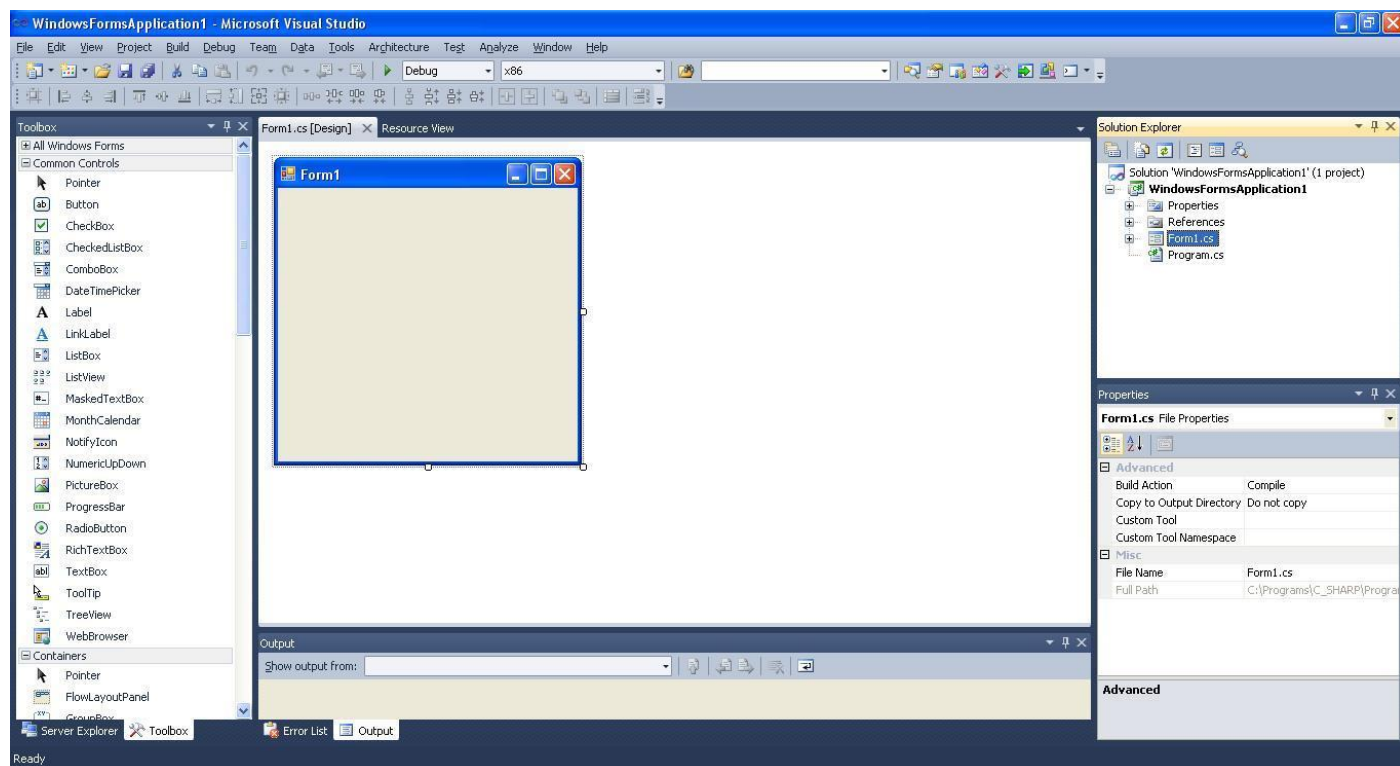 WindowsFormsApplication1 - Microsoft Visual Studio
File Edit View Project Build Debug Team Data Tools Architecture Test Analyze Window Help
Debug x86
Toolbox
All Windows Forms
Common Controls
Pointer
Button
CheckBox
CheckedListBox
ComboBox
DateTimePicker
Label
LinkLabel
ListBox
ListView
MaskedTextBox
MonthCalendar
NotifyIcon
NumericUpDown
PictureBox
ProgressBar
RadioButton
RichTextBox
TextBox
ToolTip
TreeView
WebBrowser
Containers
Pointer
FlowLayoutPanel
GroupBox
Server Explorer Toolbox
Form1.cs [Design] Resource View
Form1
Output
Show output from:
Error List Output
Solution Explorer
Solution 'WindowsFormsApplication1' (1 project)
WindowsFormsApplication1
Properties
References
Form1.cs
Program.cs
Properties
Form1.cs File Properties
Advanced
Build Action Compile
Copy to Output Directory Do not copy
Custom Tool
Custom Tool Namespace
Misc
File Name Form1.cs
Full Path C:\Programs\C_SHARP\Progra
Advanced
Ready